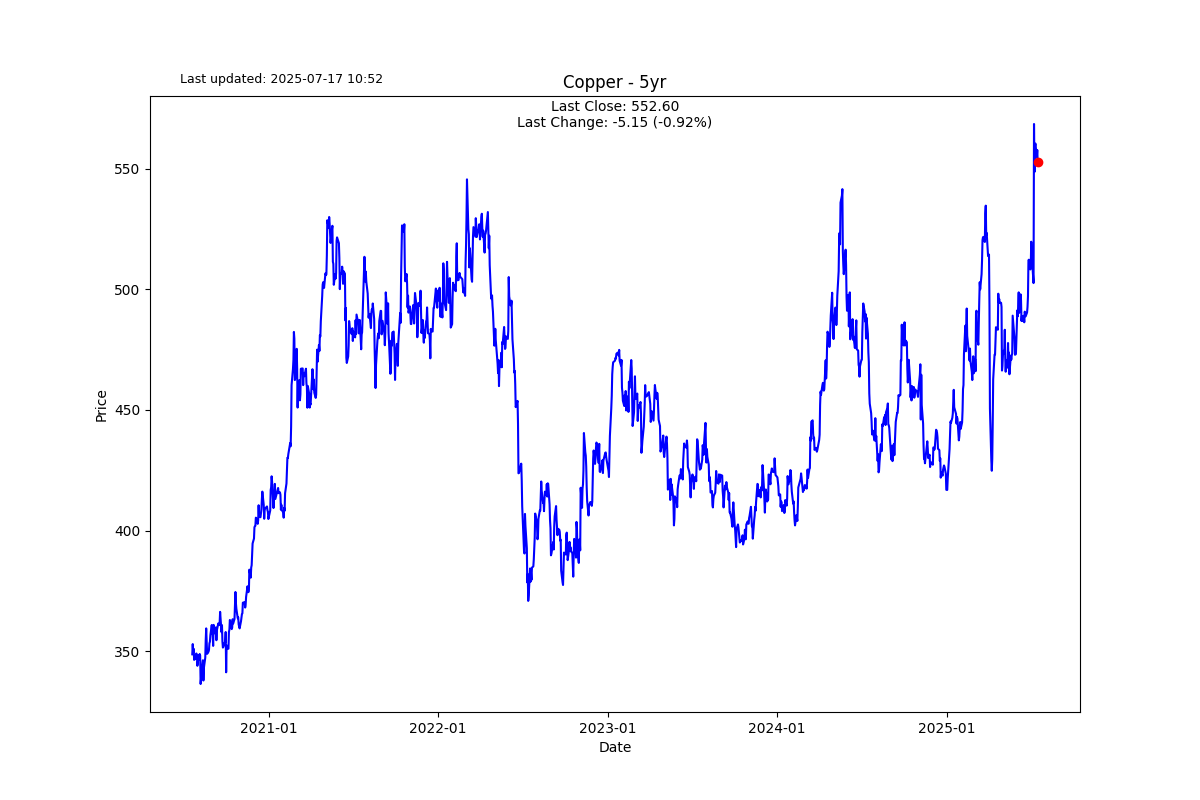 Last updated: 2025-07-17 10:52
Copper - 5yr
Last Close: 552.60
Last Change: -5.15 (-0.92%)
550
500
450
400
350
Price
2021-01
2022-01
2023-01
2024-01
2025-01
Date